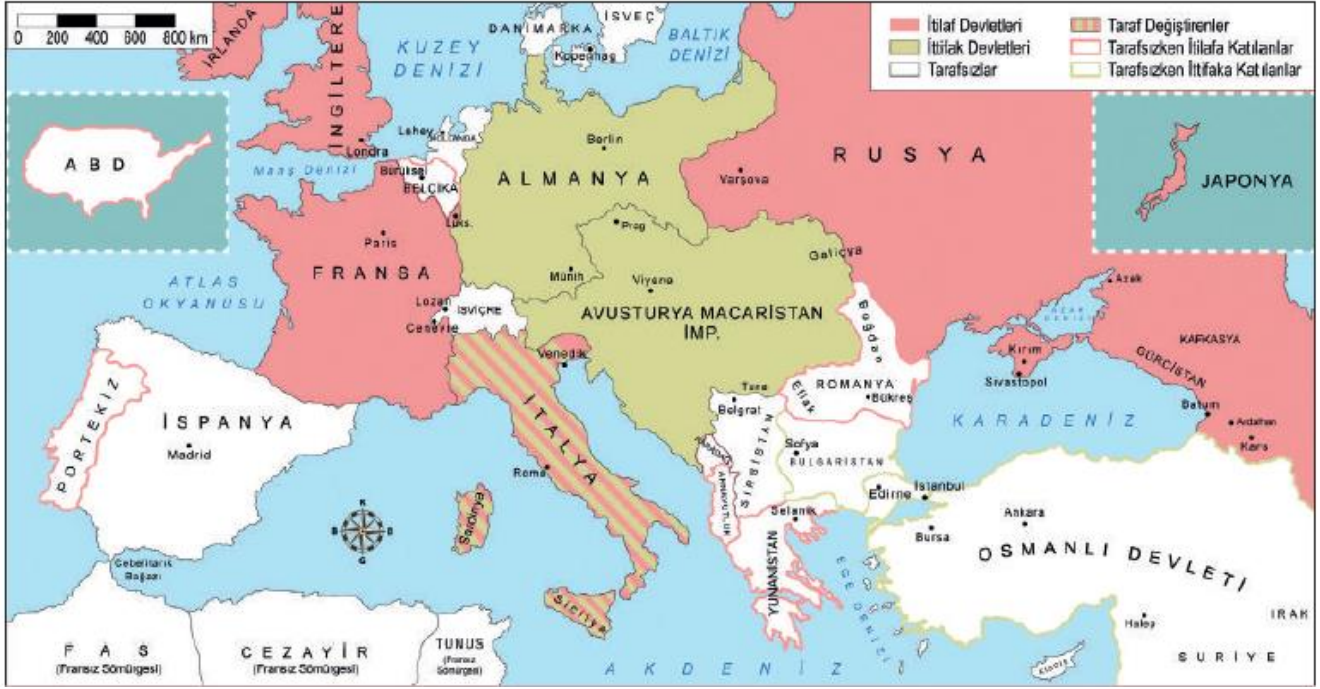 0 200 400 600 800 km
İRLANDA
İNGİLTERE
Londra
KUZEY
DENİZİ
DANİMARKA
Kopenhag
İSVEÇ
BALTIK
DENİZİ
İtilaf Devletleri
İttifak Devletleri
Tarafsızlar
Taraf Değiştirenler
Tarafsızken İtilafa Katılanlar
Tarafsızken İttifaka Katılanlar
ABD
JAPONYA
Manş Denizi
Lahey
Bürüksel
BELÇİKA
Lüks.
Berlin
ALMANYA
Münih
Prag
RUSYA
Varşova
Galiçya
Paris
FRANSA
ATLAS
OKYANUSU
Lozan
Cenevre
İSVİÇRE
Viyana
AVUSTURYA MACARİSTAN
İMP.
Venedik
İTALYA
Roma
Sardinya
Sicilya
PORTEKİZ
İSPANYA
Madrid
Cebelitarık
Boğazı
Boğdan
ROMANYA
Eflak
Bükreş
Tuna
Belgrat
SIRBİSTAN
Sofya
BULGARİSTAN
ARNAVUTLUK
Selanik
YUNANİSTAN
Edirne
İstanbul
Bursa
Ankara
OSMANLI DEVLETİ
EGE DENİZİ
KARADENİZ
Kırım
Sivastopol
Azak
KAFKASYA
GÜRCİSTAN
Batum
Ardahan
Kars
Halep
IRAK
SURİYE
Kıbrıs
AKDENİZ
K
B
D
G
FAS
(Fransız Sömürgesi)
CEZAYİR
(Fransız Sömürgesi)
TUNUS
(Fransız
Sömürgesi)